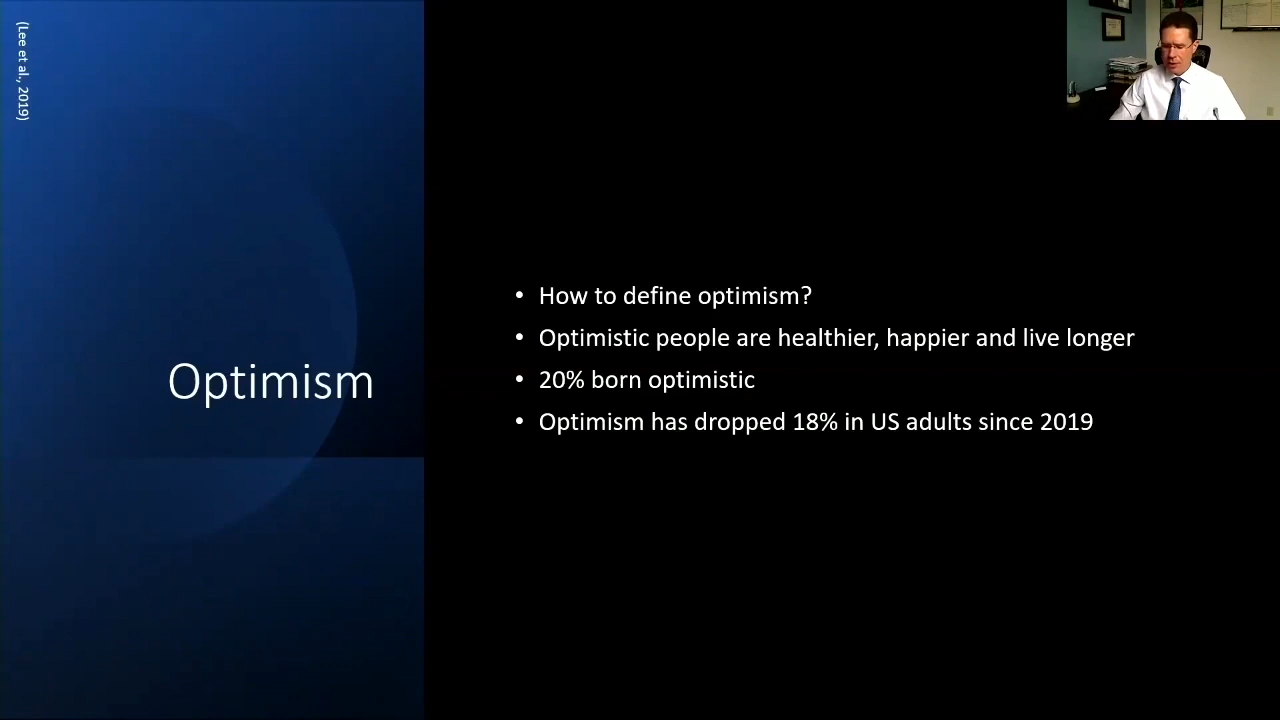 (Lee et al., 2019)
Optimism
• How to define optimism?
• Optimistic people are healthier, happier and live longer
• 20% born optimistic
• Optimism has dropped 18% in US adults since 2019